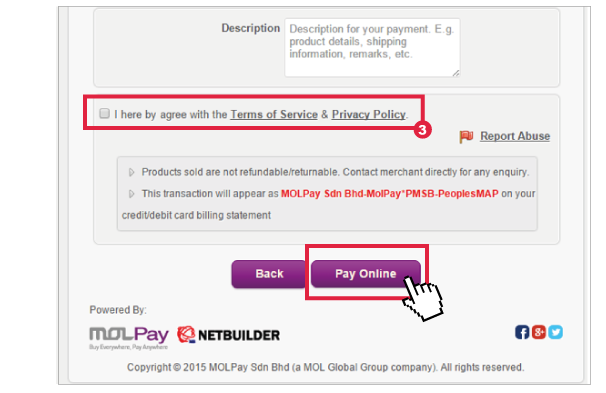 Description
Description for your payment. E.g.
product details, shipping
information, remarks, etc.
I here by agree with the Terms of Service & Privacy Policy.
3
Report Abuse
Products sold are not refundable/returnable. Contact merchant directly for any enquiry.
This transaction will appear as MOLPay Sdn Bhd-MolPay*PMSB-PeoplesMAP on your
credit/debit card billing statement
Back
Pay Online
Powered By:
MOLPay
Buy Everywhere, Pay Anywhere
NETBUILDER
Copyright © 2015 MOLPay Sdn Bhd (a MOL Global Group company). All rights reserved.